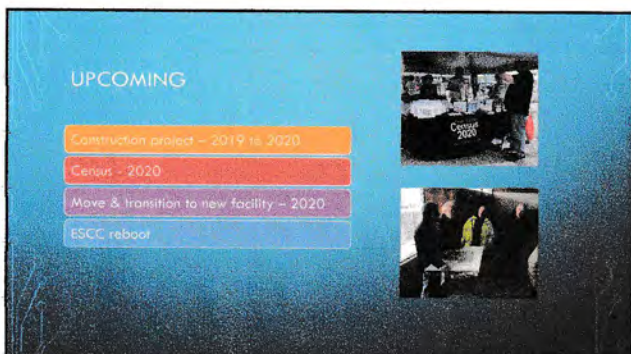 UPCOMING
Construction project – 2019 to 2020
Census - 2020
Move & transition to new facility – 2020
ESCC reboot
Census
2020